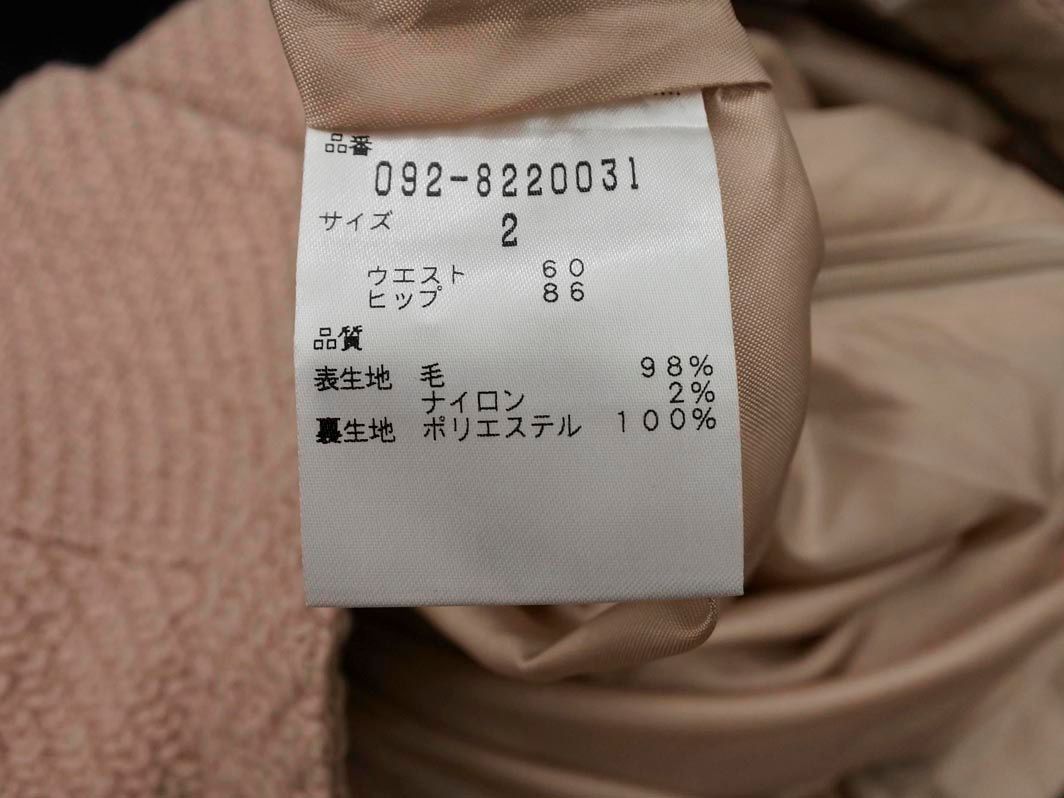 品番
092-8220031
サイズ 2
ウエスト 60
ヒップ 86
品質
表生地 毛 98%
ナイロン 2%
裏生地 ポリエステル 100%